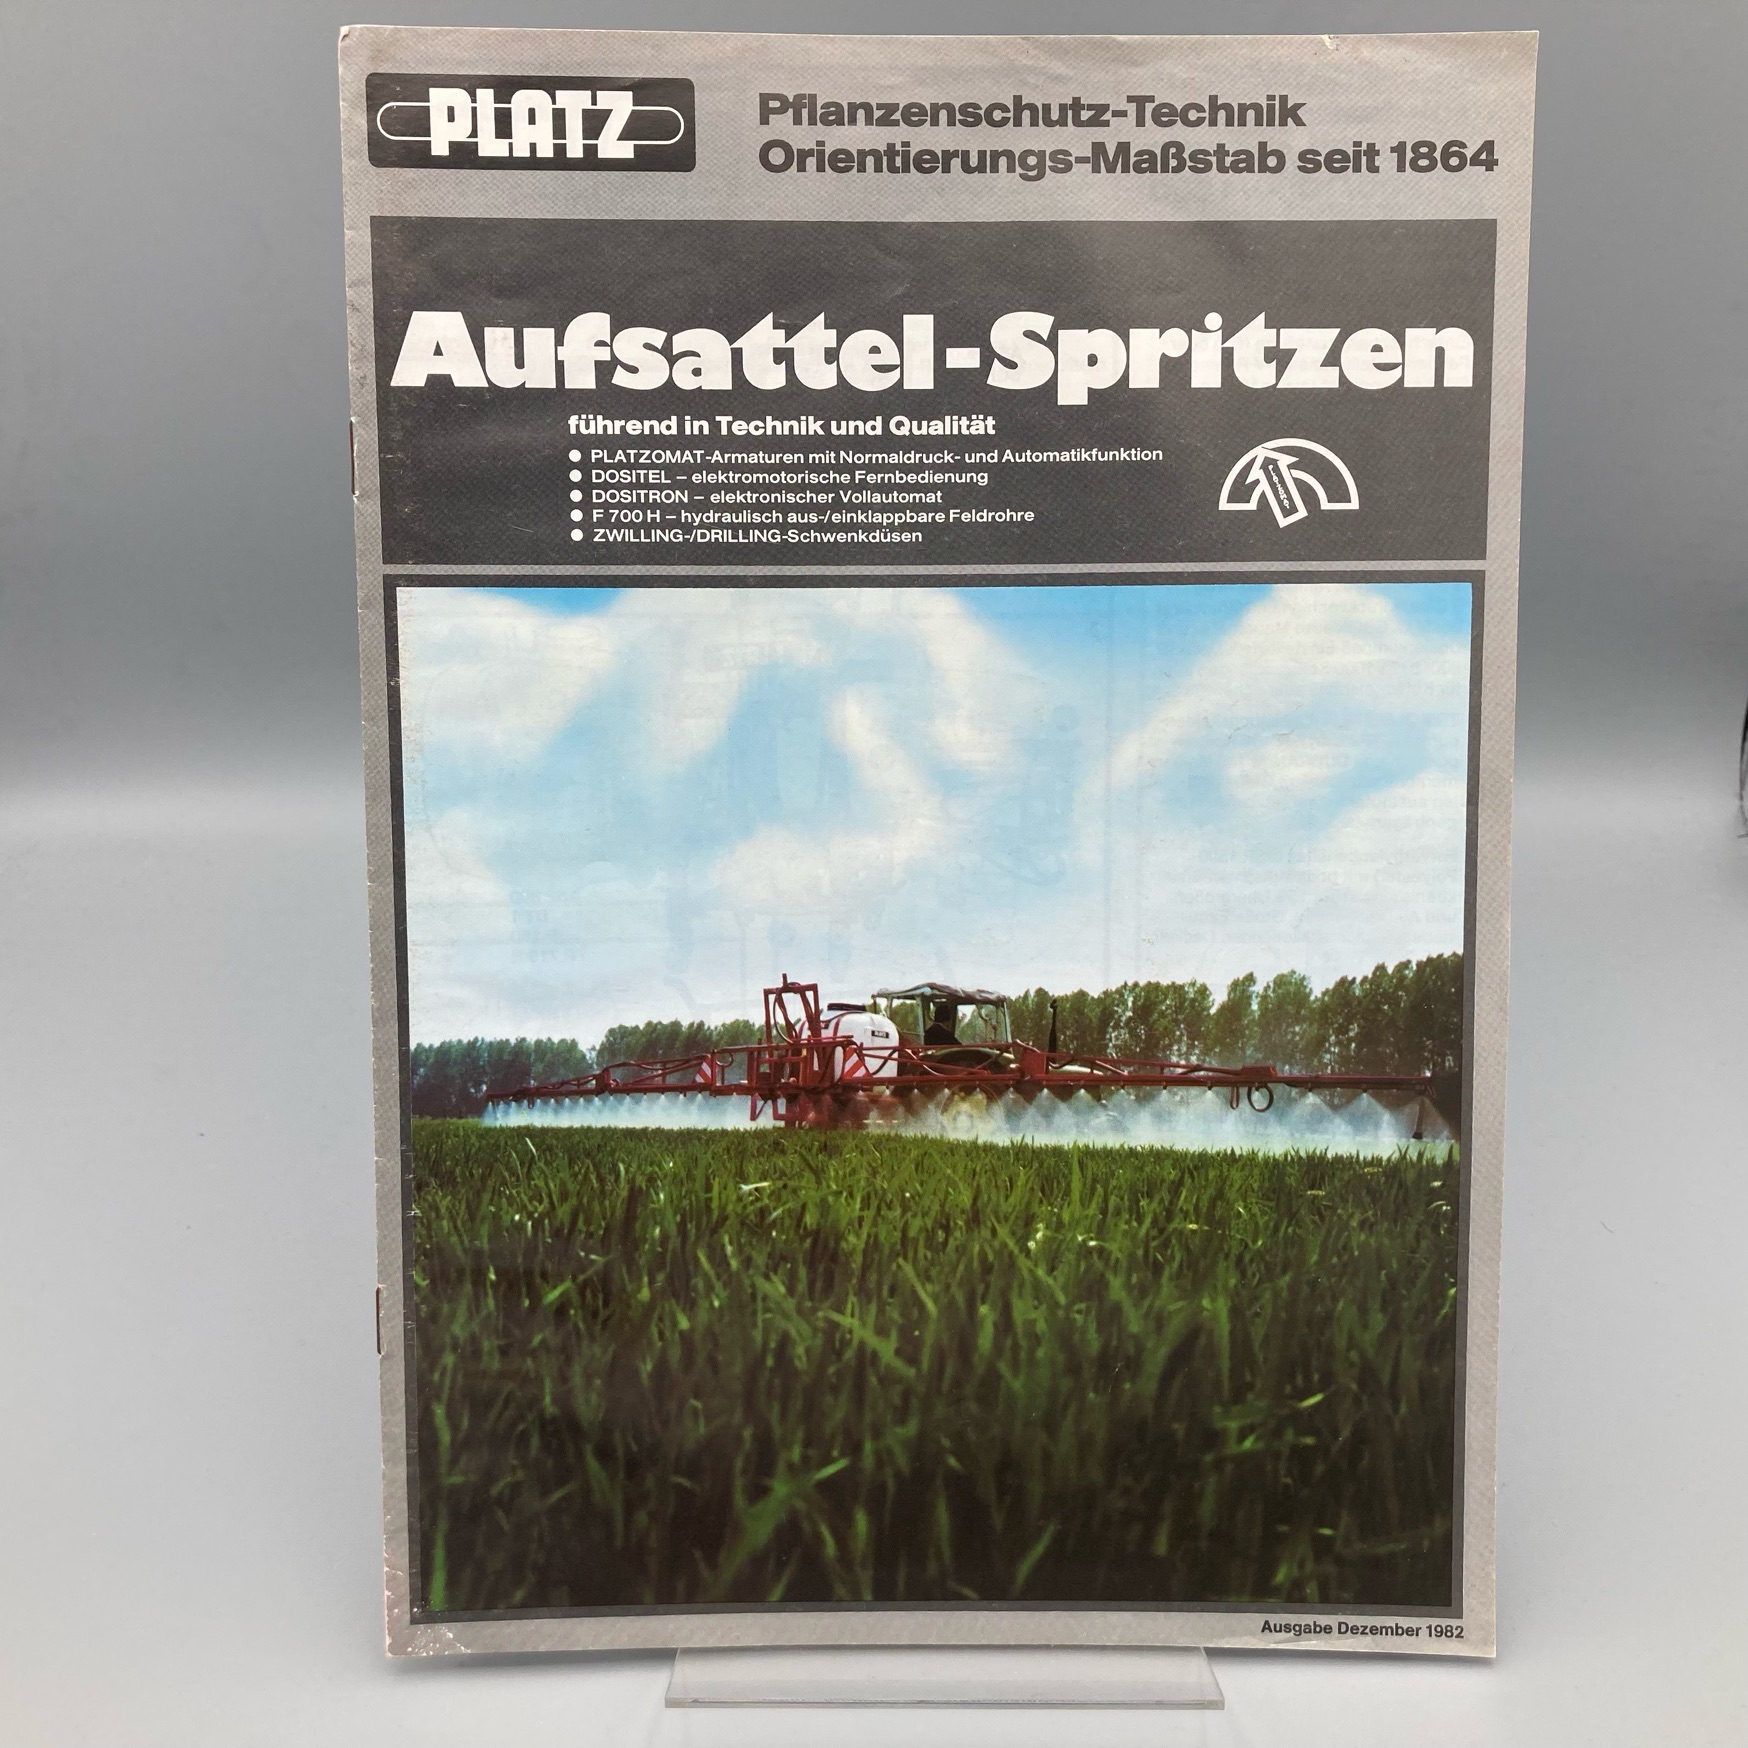 PLATZ
Pflanzenschutz-Technik
Orientierungs-Maßstab seit 1864
Aufsattel-Spritzen
führend in Technik und Qualität
● PLATZOMAT-Armaturen mit Normaldruck- und Automatikfunktion
● DOSITEL – elektromotorische Fernbedienung
● DOSITRON – elektronischer Vollautomat
● F 700 H – hydraulisch aus-/einklappbare Feldrohre
● ZWILLING-/DRILLING-Schwenkdüsen
PLATZ
Ausgabe Dezember 1982